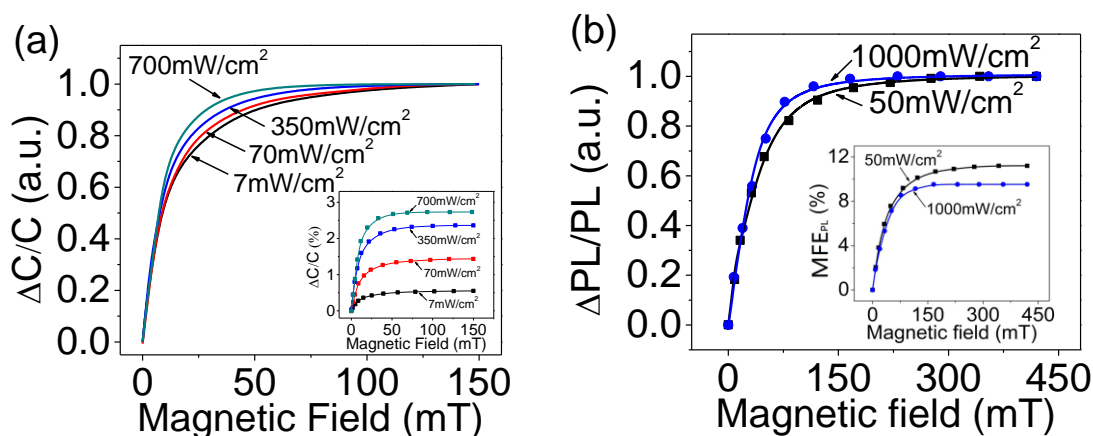 (a)
ΔC/C (a.u.)
1.0
0.8
0.6
0.4
0.2
0.0
700mW/cm²
350mW/cm²
70mW/cm²
7mW/cm²
0 50 100 150
Magnetic Field (mT)
ΔC/C (%)
3
2
1
0
700mW/cm²
350mW/cm²
70mW/cm²
7mW/cm²
0 25 50 75 100 125 150
Magnetic Field (mT)
(b)
ΔPL/PL (a.u.)
1.0
0.8
0.6
0.4
0.2
0.0
1000mW/cm²
50mW/cm²
0 150 300 450
Magnetic field (mT)
MFE_PL (%)
12
8
4
0
50mW/cm²
1000mW/cm²
0 150 300 450
Magnetic field (mT)